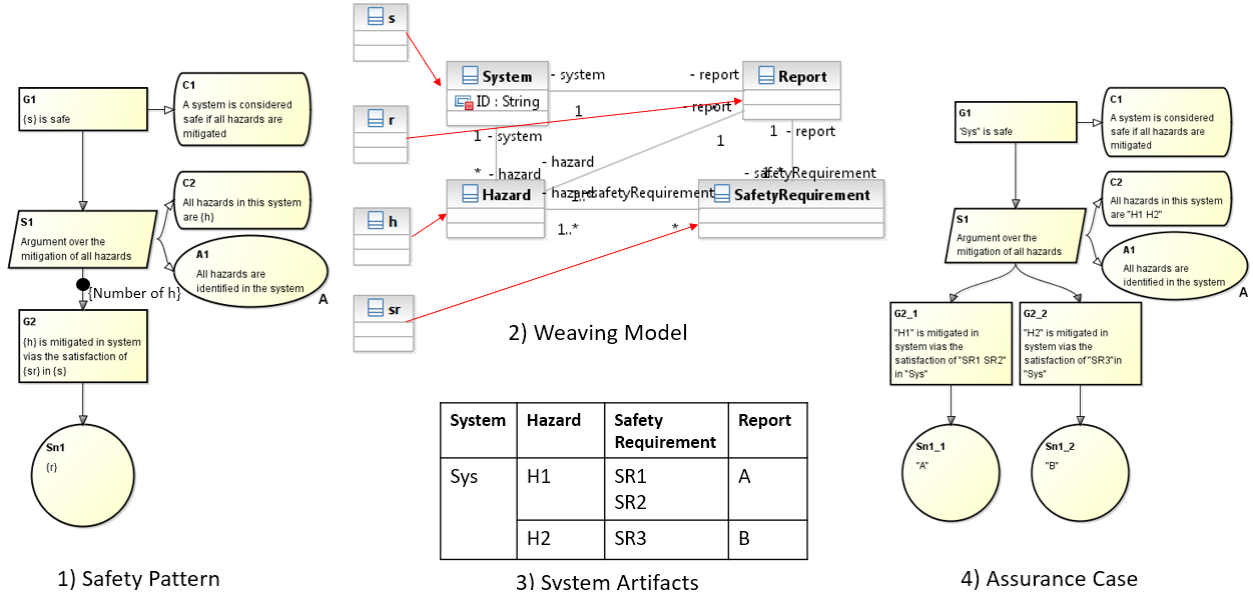 G1
{s} is safe
C1
A system is considered
safe if all hazards are
mitigated
S1
Argument over the
mitigation of all hazards
C2
All hazards in this system
are {h}
A1
All hazards are
identified in the system
A
{Number of h}
G2
{h} is mitigated in system
vias the satisfaction of
{sr} in {s}
Sn1
{r}
1) Safety Pattern
s
r
h
sr
System
ID : String
Report
Hazard
SafetyRequirement
- system
- report
1
- report
1 - system
1
1 - report
* - hazard
- hazard
- safetyRequirement
1..*
- hazard
1..*
- safetyRequirement
1..*
*
2) Weaving Model
System Hazard Safety Requirement Report
Sys H1 SR1 A
SR2
H2 SR3 B
3) System Artifacts
G1
'Sys" is safe
C1
A system is considered
safe if all hazards are
mitigated
S1
Argument over the
mitigation of all hazards
C2
All hazards in this system
are "H1 H2"
A1
All hazards are
identified in the system
A
G2_1
"H1" is mitigated in
system vias the
satisfaction of "SR1 SR2"
in "Sys"
G2_2
"H2" is mitigated in
system vias the
satisfaction of "SR3"in
"Sys"
Sn1_1
"A"
Sn1_2
"B"
4) Assurance Case